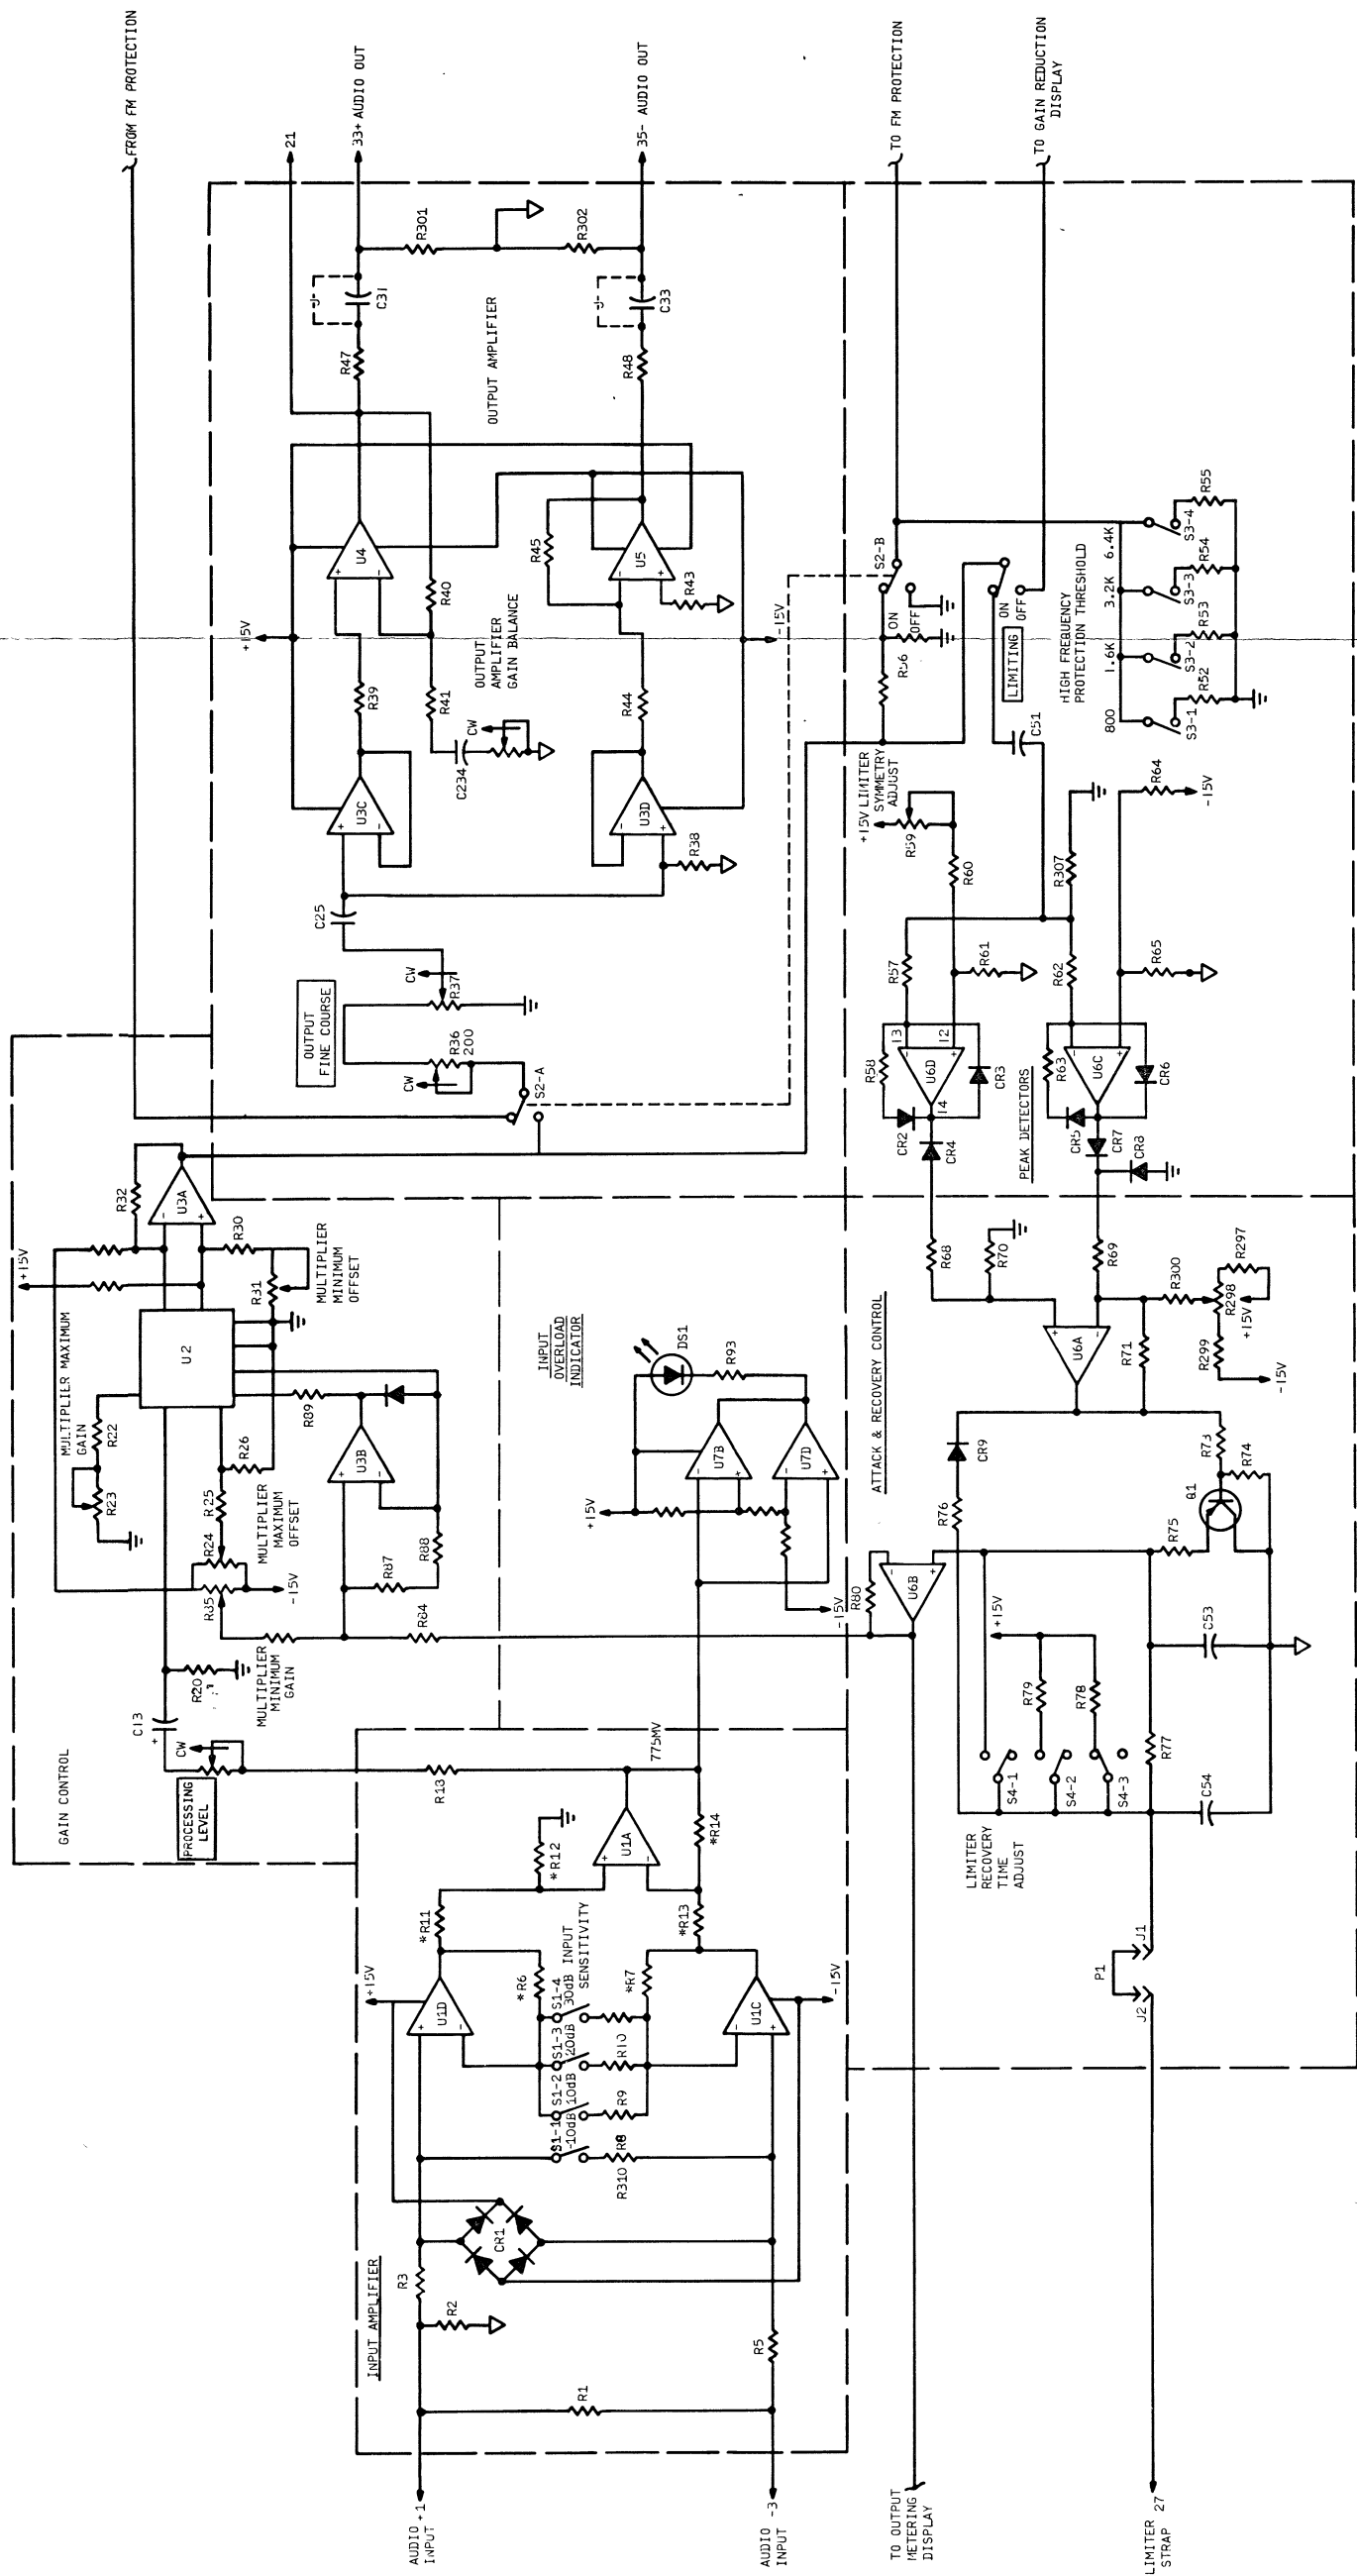 FROM FM PROTECTION
21
33+ AUDIO OUT
35- AUDIO OUT
TO FM PROTECTION
TO GAIN REDUCTION
DISPLAY
R301
R302
C31
C33
-J-
-J-
OUTPUT AMPLIFIER
R47
R48
+15V
U4
U5
R45
R43
R40
R39
R41
R44
OUTPUT
AMPLIFIER
GAIN BALANCE
C234
CW
-15V
U3C
U3D
R38
C25
CW
R37
OUTPUT
FINE COURSE
R36
200
CW
S2-A
S2-B
ON
OFF
R56
ON
OFF
LIMITING
C51
HIGH FREQUENCY
PROTECTION THRESHOLD
800
1.6K
3.2K
6.4K
S3-1
S3-2
S3-3
S3-4
R52
R53
R54
R55
+15V LIMITER
SYMMETRY
ADJUST
R59
R60
R61
R57
R58
R307
R62
R63
R64
-15V
R65
13
12
14
U6D
U6C
CR2
CR3
CR4
CR5
CR6
CR7
CR8
PEAK DETECTORS
GAIN CONTROL
PROCESSING
LEVEL
CW
C13
+
R20
MULTIPLIER
MINIMUM
GAIN
R35
-15V
R24
R25
R26
MULTIPLIER
MAXIMUM
OFFSET
MULTIPLILR MAXIMUM
GAIN
R23
R22
U2
+15V
R32
U3A
R30
R31
MULTIPLIER
MINIMUM
OFFSET
R89
U3B
R87
R88
R84
INPUT
OVERLOAD
INDICATOR
DS1
R93
U7B
U7D
+15V
-15V
775MV
R13
INPUT AMPLIFIER
AUDIO +1
INPUT
AUDIO -3
INPUT
R1
R2
R3
R5
CR1
R310
R8
R9
R10
S1-1
-10dB
S1-2
10dB
S1-3
20dB
S1-4
30dB
INPUT
SENSITIVITY
*R6
*R7
U1D
U1C
+15V
-15V
*R11
*R12
*R13
*R14
U1A
TO OUTPUT
METERING
DISPLAY
LIMITER 27
STRAP
J2
P1
J1
ATTACK & RECOVERY CONTROL
LIMITER
RECOVERY
TIME
ADJUST
S4-1
S4-2
S4-3
R79
R78
+15V
R77
C54
C53
R80
U6B
R75
R76
CR9
Q1
R73
R74
R71
U6A
R68
R70
R69
R300
R298
R297
R299
+15V
-15V